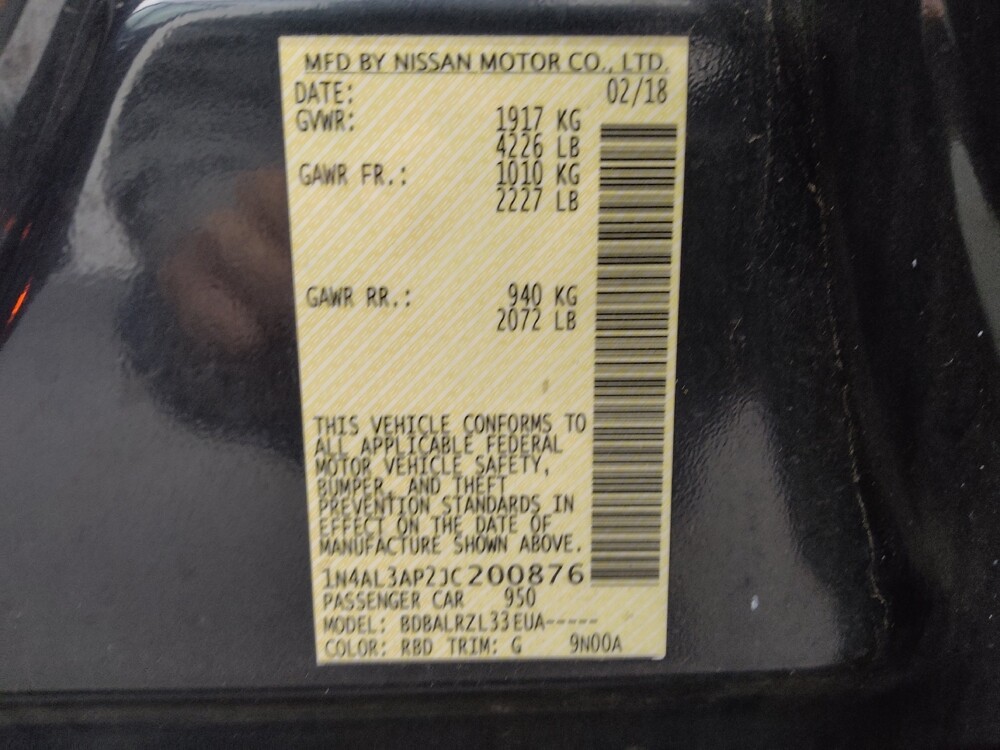 MFD BY NISSAN MOTOR CO., LTD.
DATE: 02/18
GVWR: 1917 KG
4226 LB
GAWR FR.: 1010 KG
2227 LB
GAWR RR.: 940 KG
2072 LB
THIS VEHICLE CONFORMS TO
ALL APPLICABLE FEDERAL
MOTOR VEHICLE SAFETY,
BUMPER, AND THEFT
PREVENTION STANDARDS IN
EFFECT ON THE DATE OF
MANUFACTURE SHOWN ABOVE.
1N4AL3AP2JC200876
PASSENGER CAR 950
MODEL: BDBALRZL33EUA-----
COLOR: RBD TRIM: G 9N00A